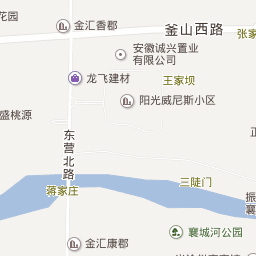 花园
金汇香郡
釜山西路
张家
安徽诚兴置业
有限公司
龙飞建材
王家坝
阳光威尼斯小区
盛桃源
东营北路
三陡门
蒋家庄
振
襄
襄城河公园
金汇康郡